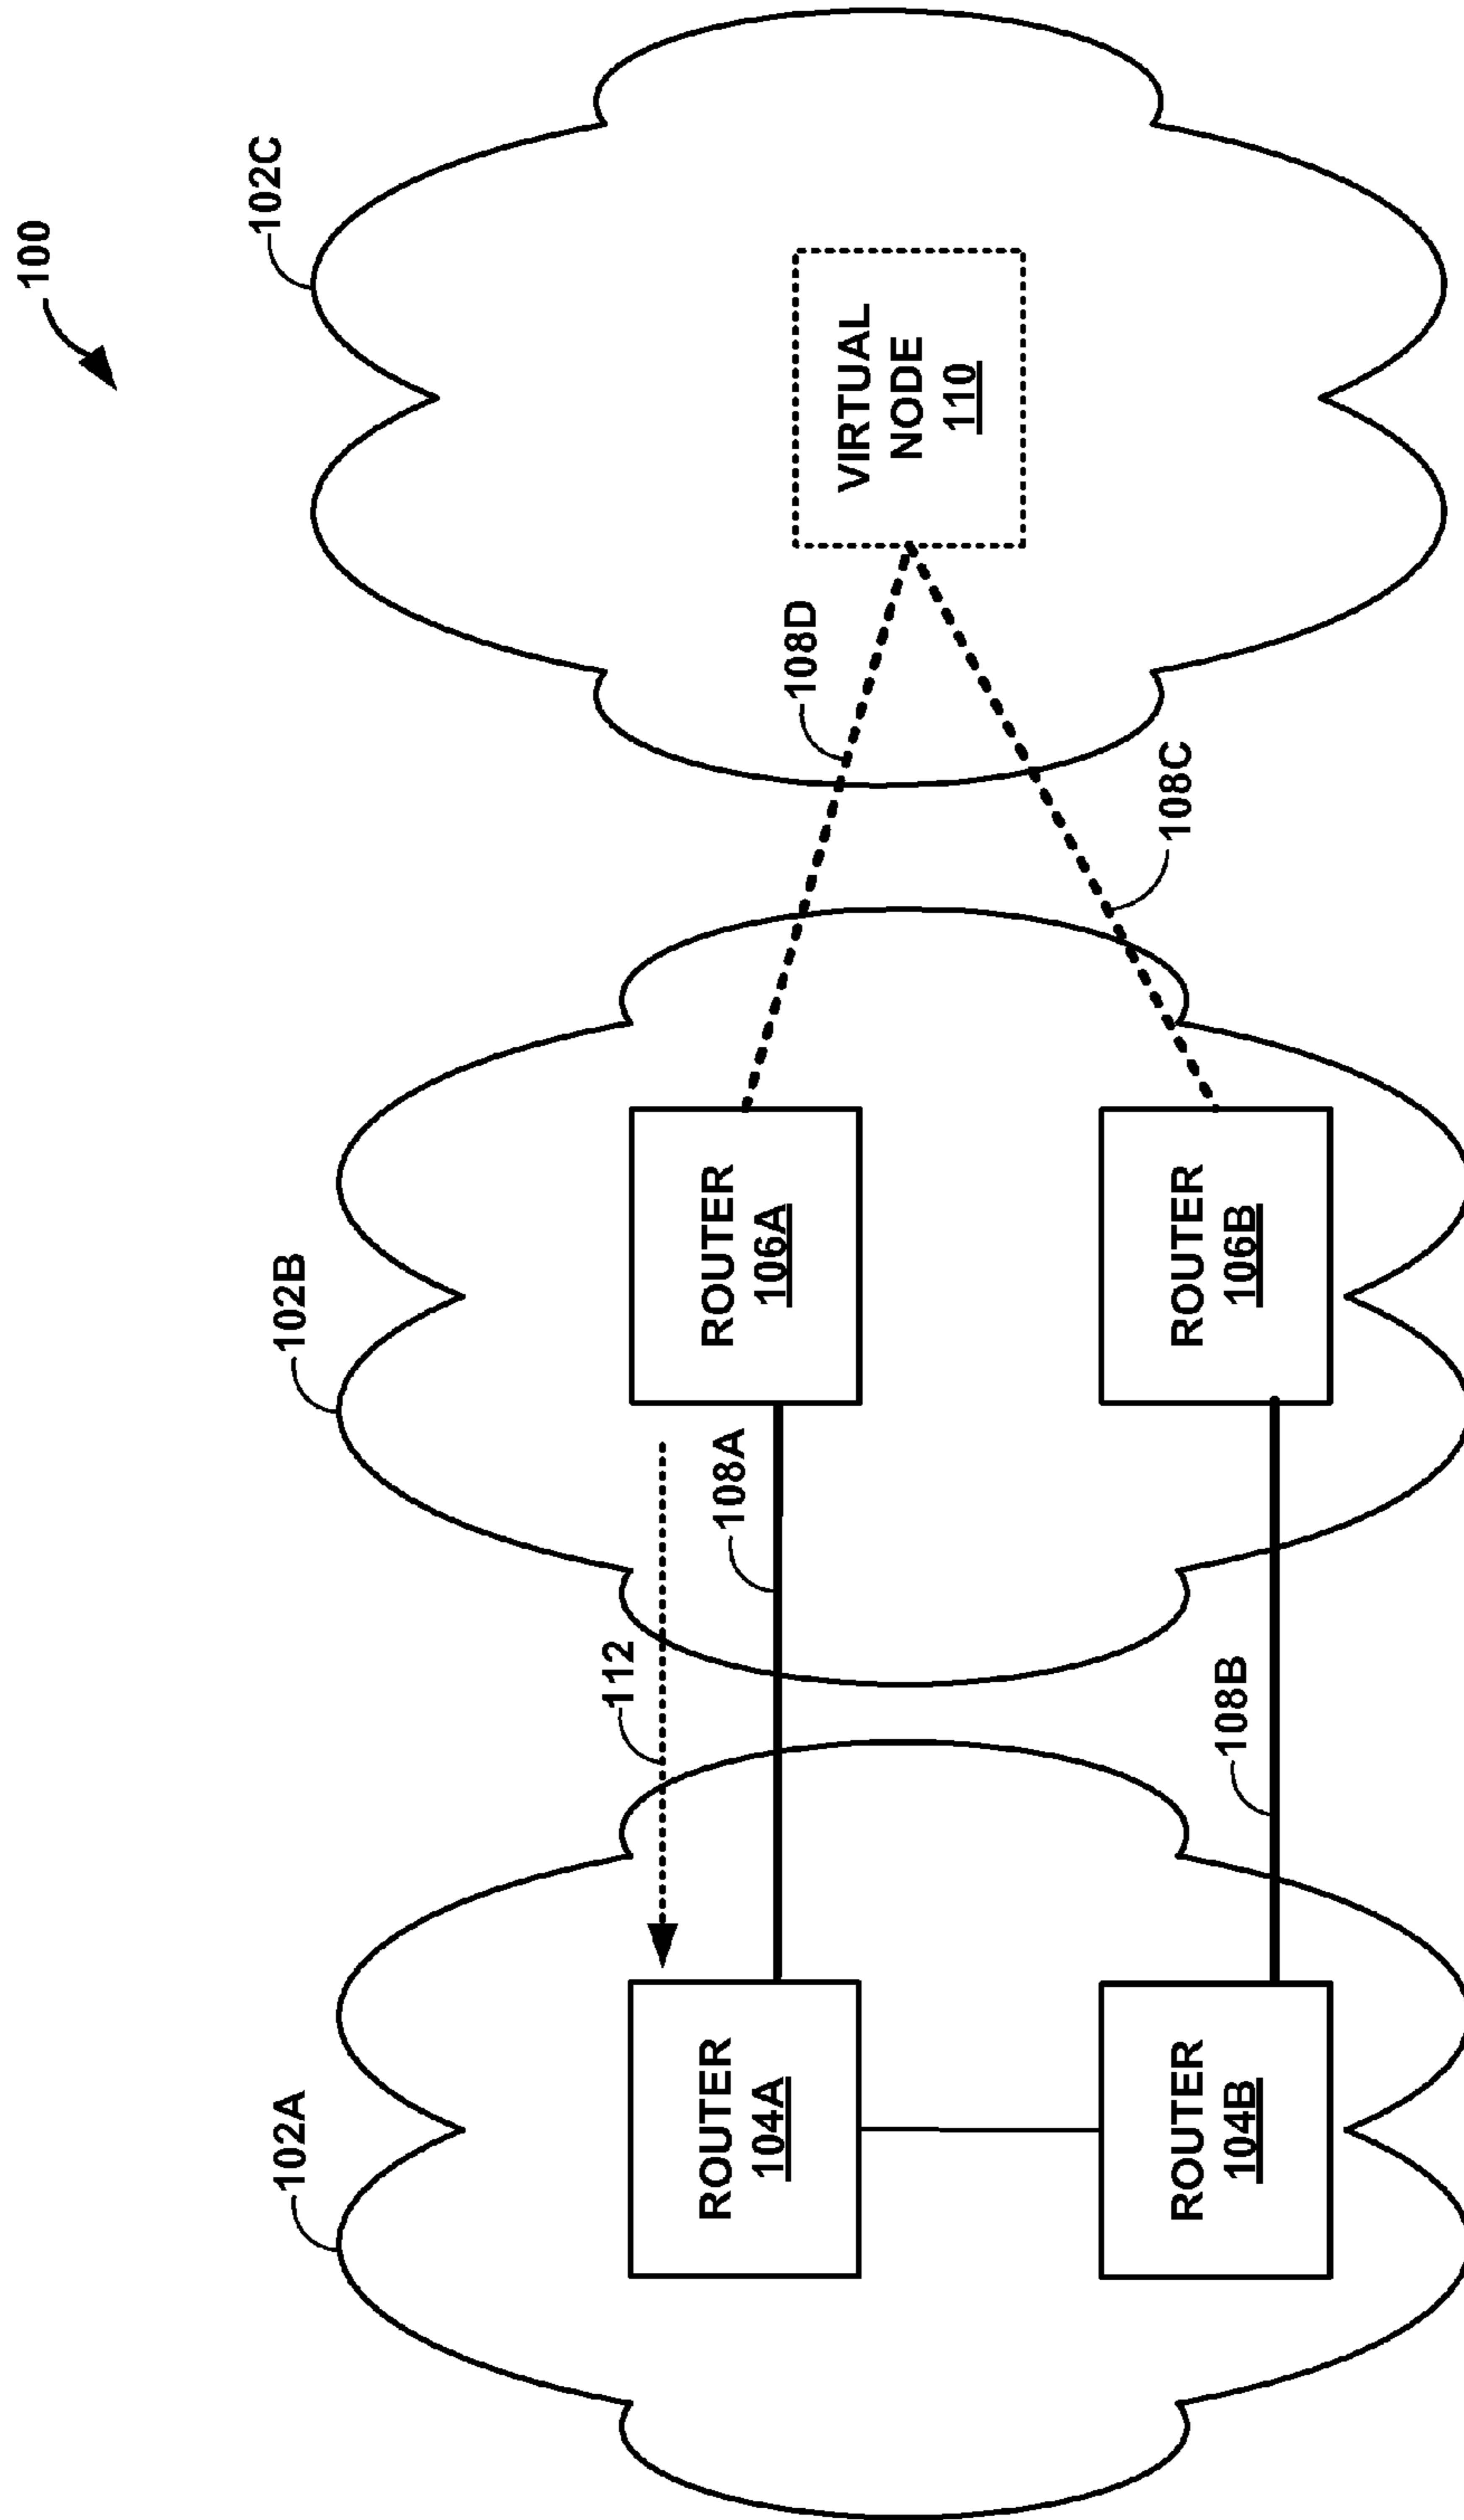 100
102A
102B
102C
112
108A
108D
ROUTER
104A
ROUTER
106A
VIRTUAL
NODE
110
108B
108C
ROUTER
104B
ROUTER
106B